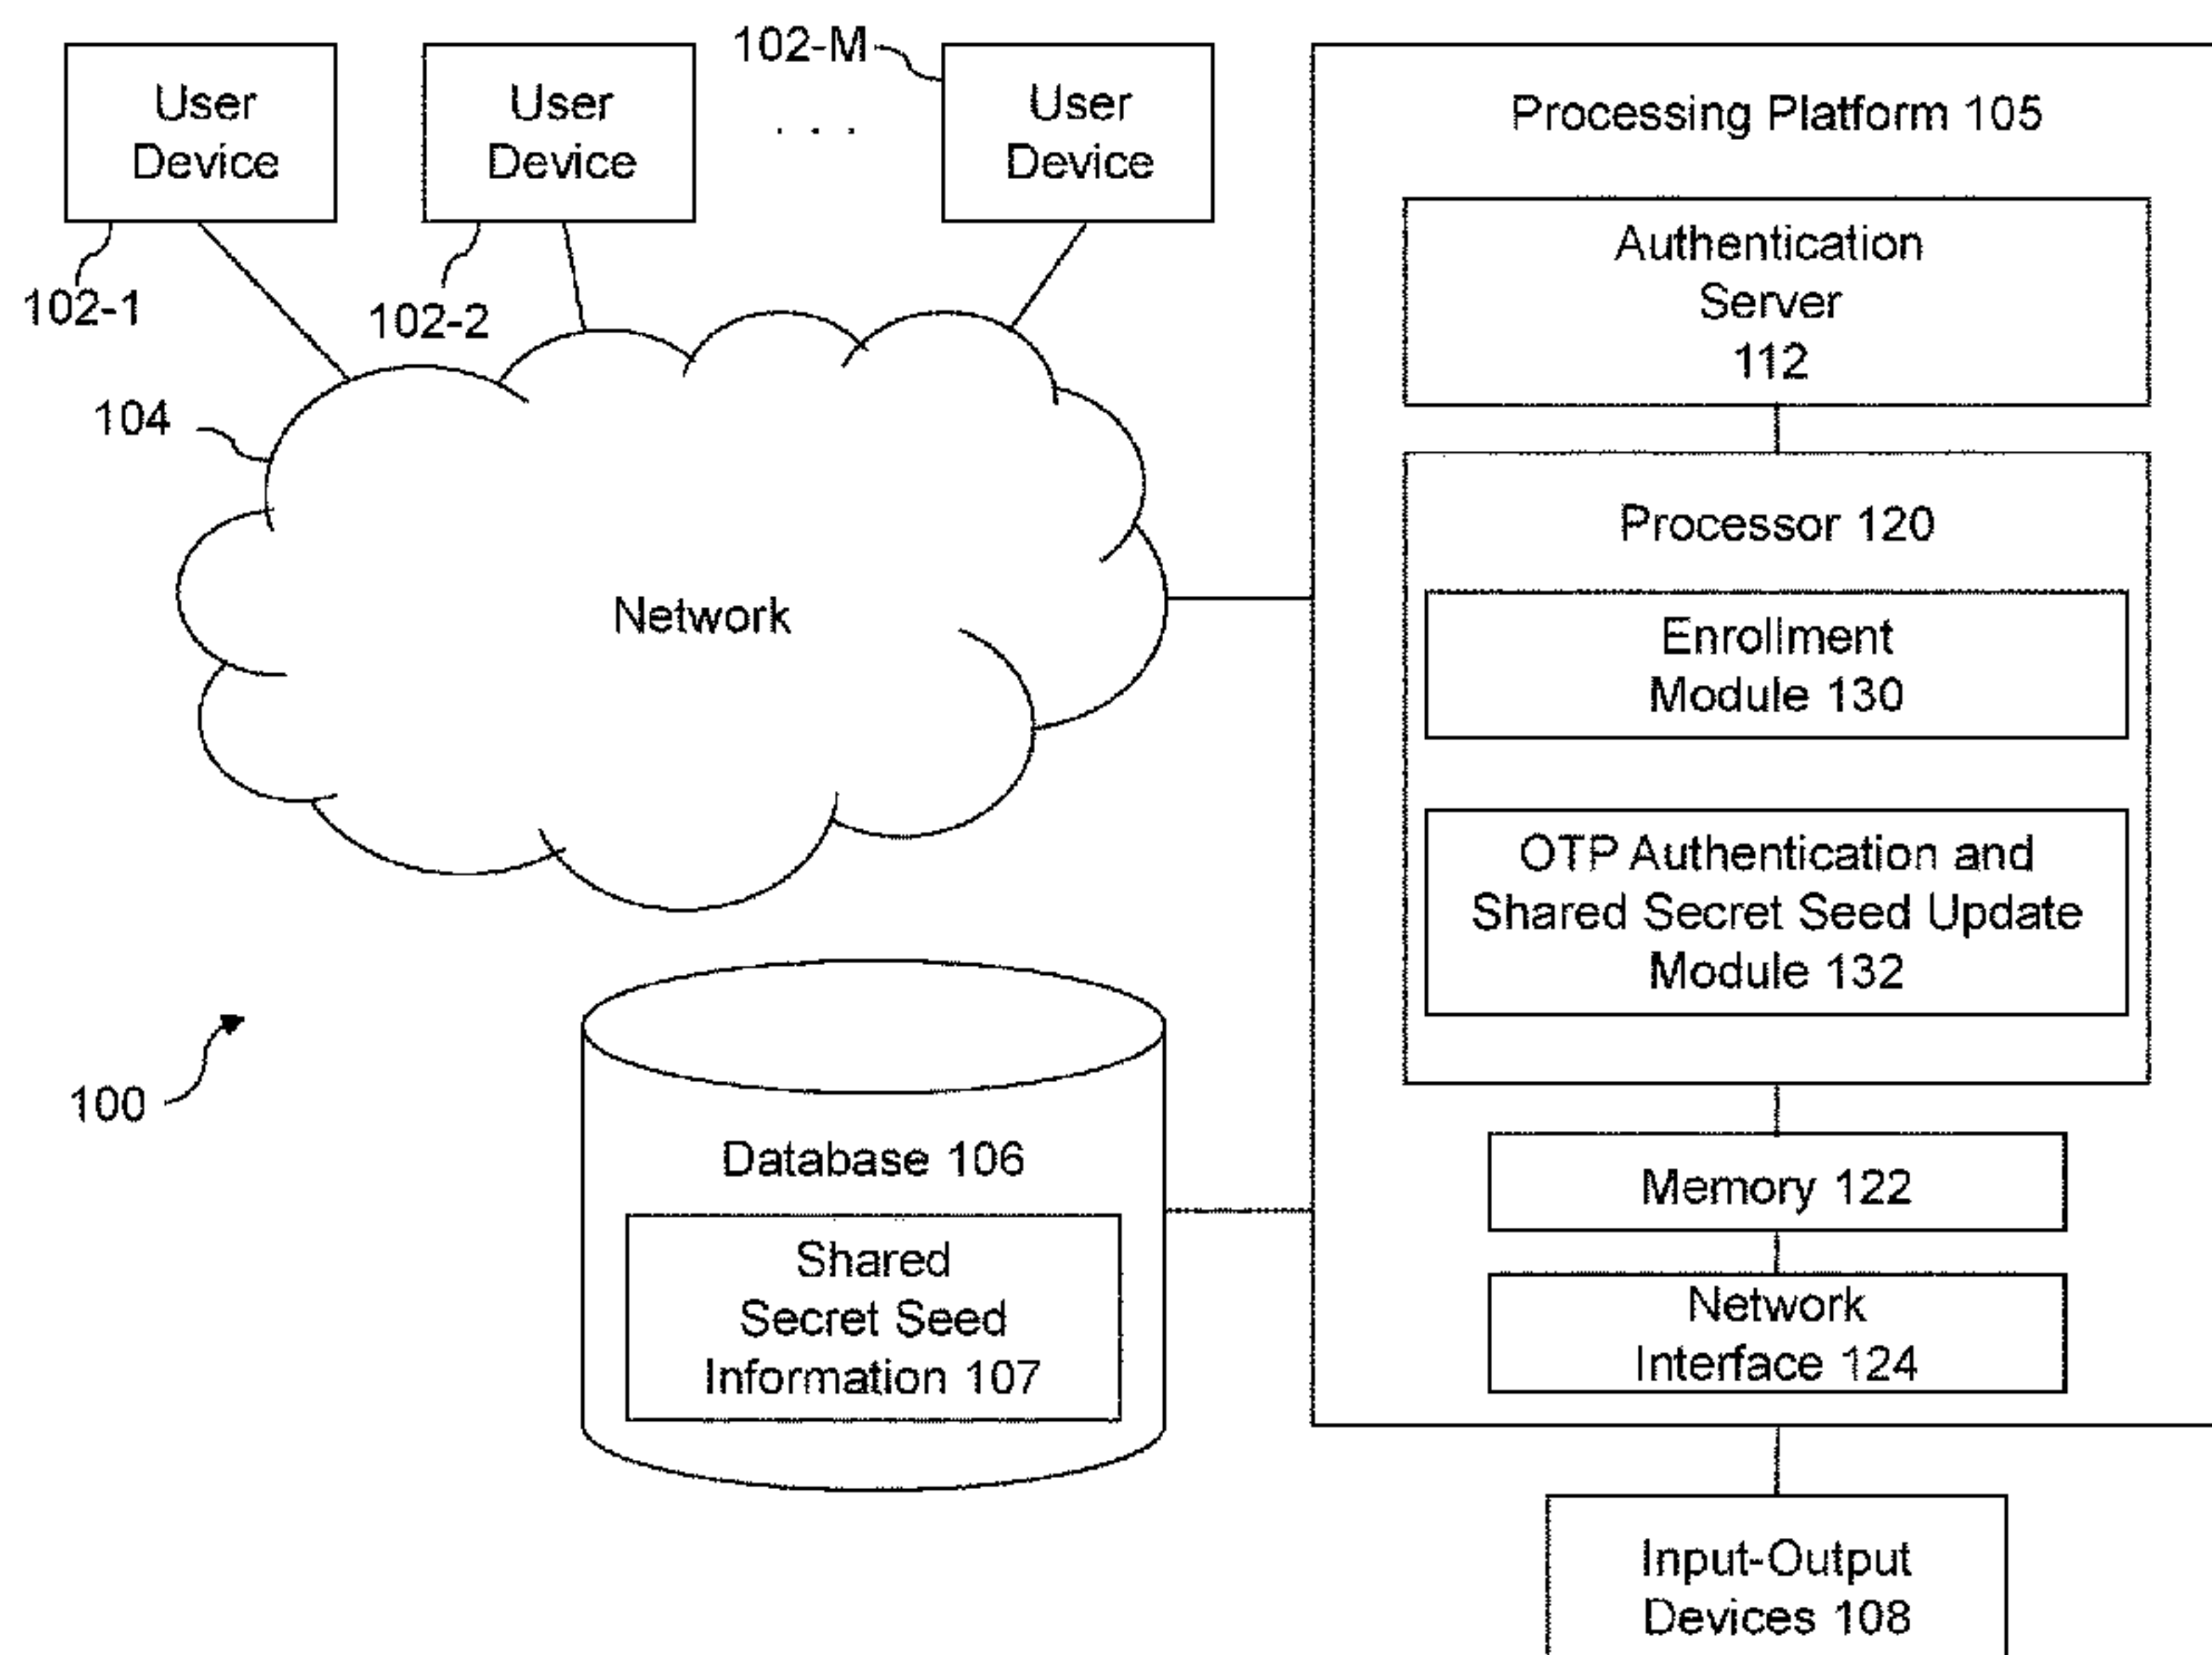 102-M
User
Device
User
Device
. . .
User
Device
102-1
102-2
104
Network
100
Database 106
Shared
Secret Seed
Information 107
Processing Platform 105
Authentication
Server
112
Processor 120
Enrollment
Module 130
OTP Authentication and
Shared Secret Seed Update
Module 132
Memory 122
Network
Interface 124
Input-Output
Devices 108